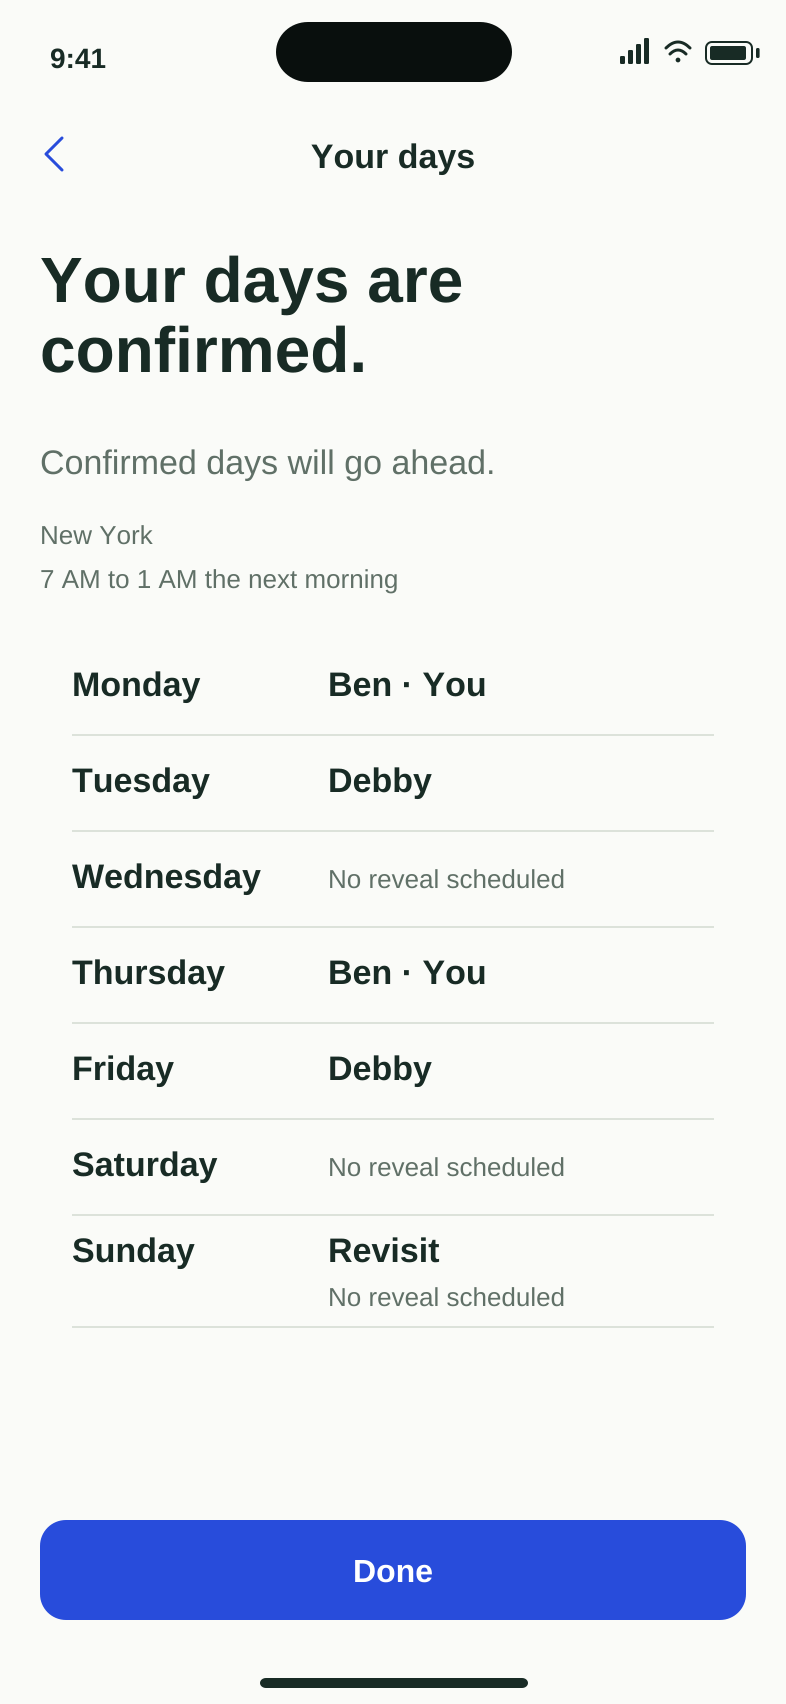 9:41
Your days
Your days are
confirmed.
Confirmed days will go ahead.
New York
7 AM to 1 AM the next morning
Monday Ben · You
Tuesday Debby
Wednesday No reveal scheduled
Thursday Ben · You
Friday Debby
Saturday No reveal scheduled
Sunday Revisit
No reveal scheduled
Done